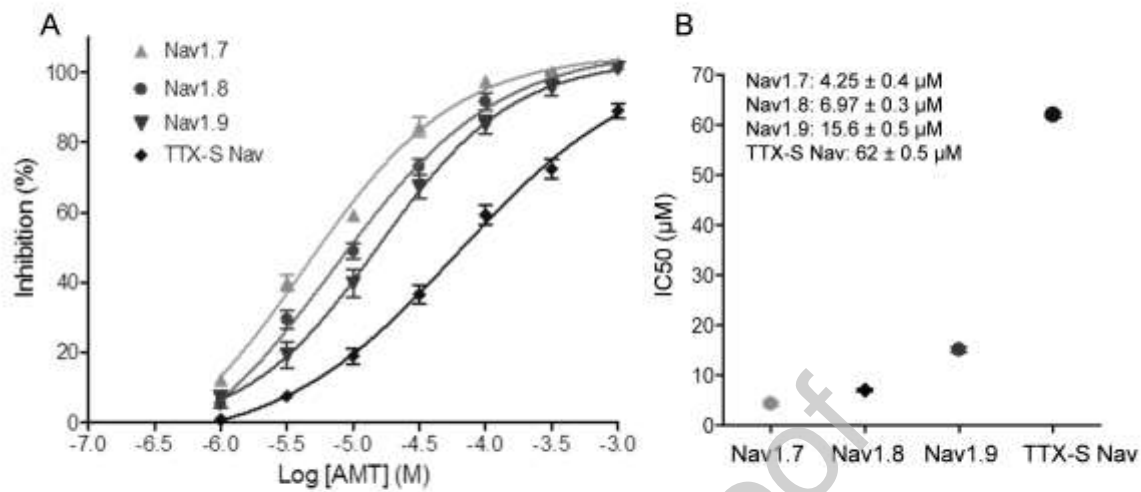 A
Nav1.7
Nav1.8
Nav1.9
TTX-S Nav
Inhibition (%)
100
80
60
40
20
0
-7.0 -6.5 -6.0 -5.5 -5.0 -4.5 -4.0 -3.5 -3.0
Log [AMT] (M)
B
Nav1.7: 4.25 ± 0.4 µM
Nav1.8: 6.97 ± 0.3 µM
Nav1.9: 15.6 ± 0.5 µM
TTX-S Nav: 62 ± 0.5 µM
IC50 (µM)
70
60
50
40
30
20
10
0
Nav1.7 Nav1.8 Nav1.9 TTX-S Nav
oof